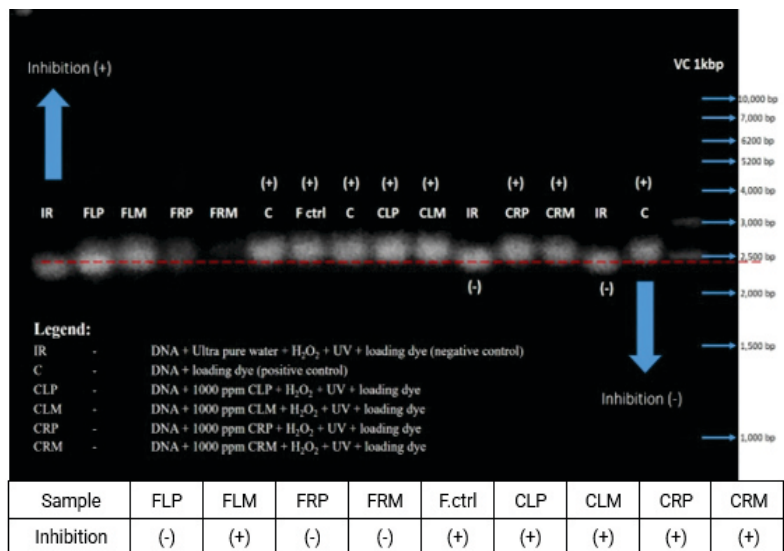 Inhibition (+)
VC 1kbp
10,000 bp
7,000 bp
6200 bp
5200 bp
(+) (+) (+) (+) (+) (+) (+) (+)
4,000 bp
IR FLP FLM FRP FRM C F ctrl C CLP CLM IR CRP CRM IR C
3,000 bp
2,500 bp
(-) (-)
2,000 bp
Legend:
IR - DNA + Ultra pure water + H₂O₂ + UV + loading dye (negative control)
1,500 bp
C - DNA + loading dye (positive control)
CLP - DNA + 1000 ppm CLP + H₂O₂ + UV + loading dye
Inhibition (-)
CLM - DNA + 1000 ppm CLM + H₂O₂ + UV + loading dye
CRP - DNA + 1000 ppm CRP + H₂O₂ + UV + loading dye
1,000 bp
CRM - DNA + 1000 ppm CRM + H₂O₂ + UV + loading dye
Sample FLP FLM FRP FRM F.ctrl CLP CLM CRP CRM
Inhibition (-) (+) (-) (-) (+) (+) (+) (+) (+)